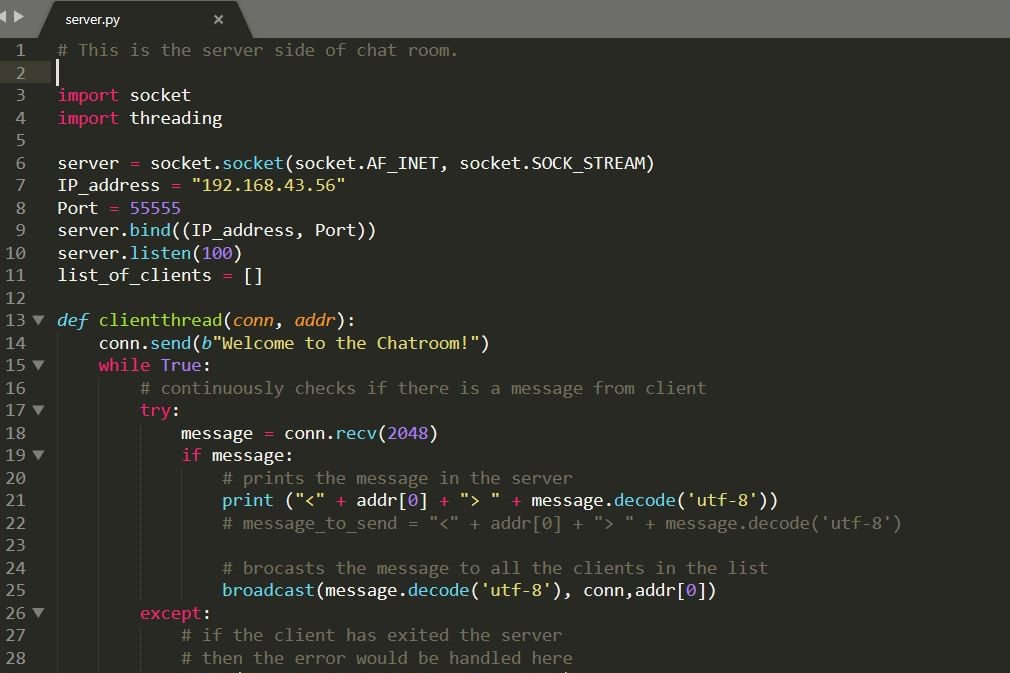 server.py ×
1 # This is the server side of chat room.
2
3 import socket
4 import threading
5
6 server = socket.socket(socket.AF_INET, socket.SOCK_STREAM)
7 IP_address = "192.168.43.56"
8 Port = 55555
9 server.bind((IP_address, Port))
10 server.listen(100)
11 list_of_clients = []
12
13 def clientthread(conn, addr):
14     conn.send(b"Welcome to the Chatroom!")
15     while True:
16         # continuously checks if there is a message from client
17         try:
18             message = conn.recv(2048)
19             if message:
20                 # prints the message in the server
21                 print ("<" + addr[0] + "> " + message.decode('utf-8'))
22                 # message_to_send = "<" + addr[0] + "> " + message.decode('utf-8')
23
24                 # brocasts the message to all the clients in the list
25                 broadcast(message.decode('utf-8'), conn,addr[0])
26         except:
27             # if the client has exited the server
28             # then the error would be handled here